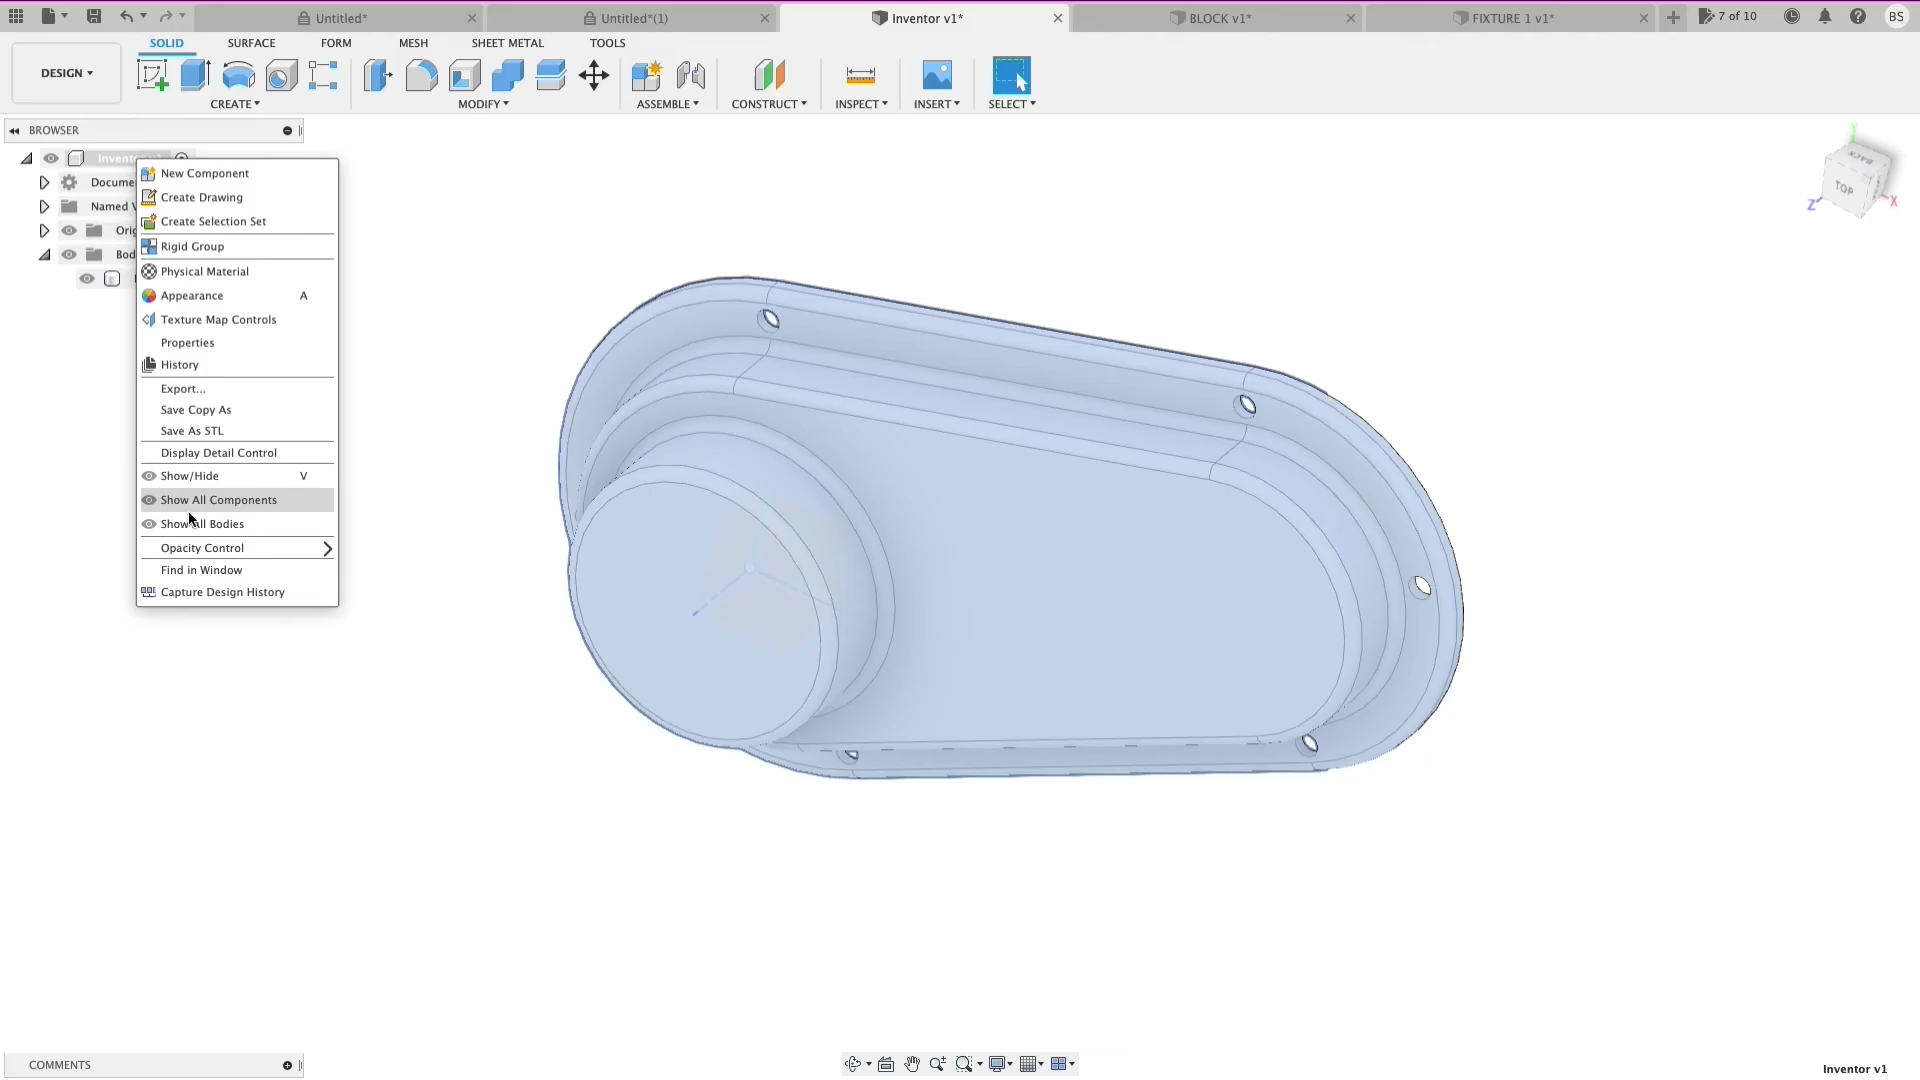 Untitled*
Untitled*(1)
Inventor v1*
BLOCK v1*
FIXTURE 1 v1*
7 of 10
BS
DESIGN
SOLID
SURFACE
FORM
MESH
SHEET METAL
TOOLS
CREATE
MODIFY
ASSEMBLE
CONSTRUCT
INSPECT
INSERT
SELECT
BROWSER
Docume
Named V
Orig
Bod
New Component
Create Drawing
Create Selection Set
Rigid Group
Physical Material
Appearance A
Texture Map Controls
Properties
History
Export...
Save Copy As
Save As STL
Display Detail Control
Show/Hide V
Show All Components
Show All Bodies
Opacity Control
Find in Window
Capture Design History
Y
BACK
TOP
Z
X
COMMENTS
Inventor v1